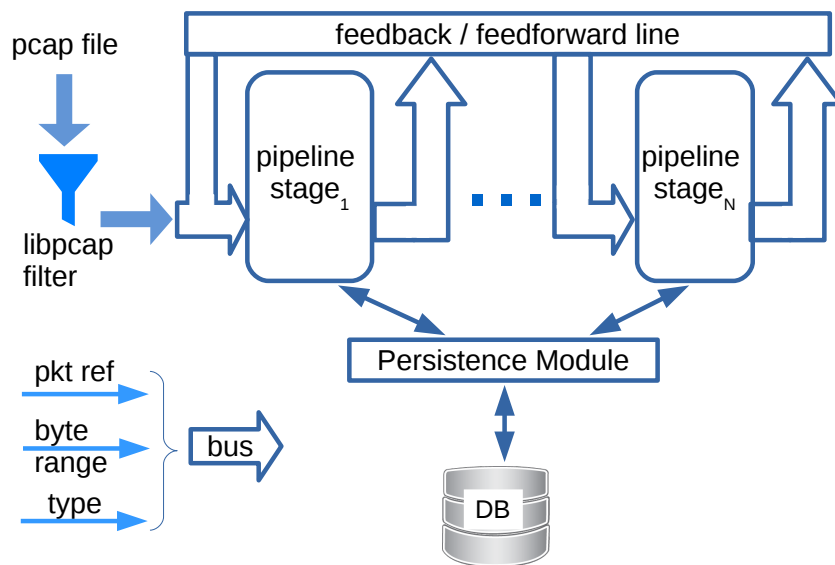 pcap file
feedback / feedforward line
pipeline
stage1
pipeline
stageN
libpcap
filter
Persistence Module
pkt ref
byte
range
type
bus
DB